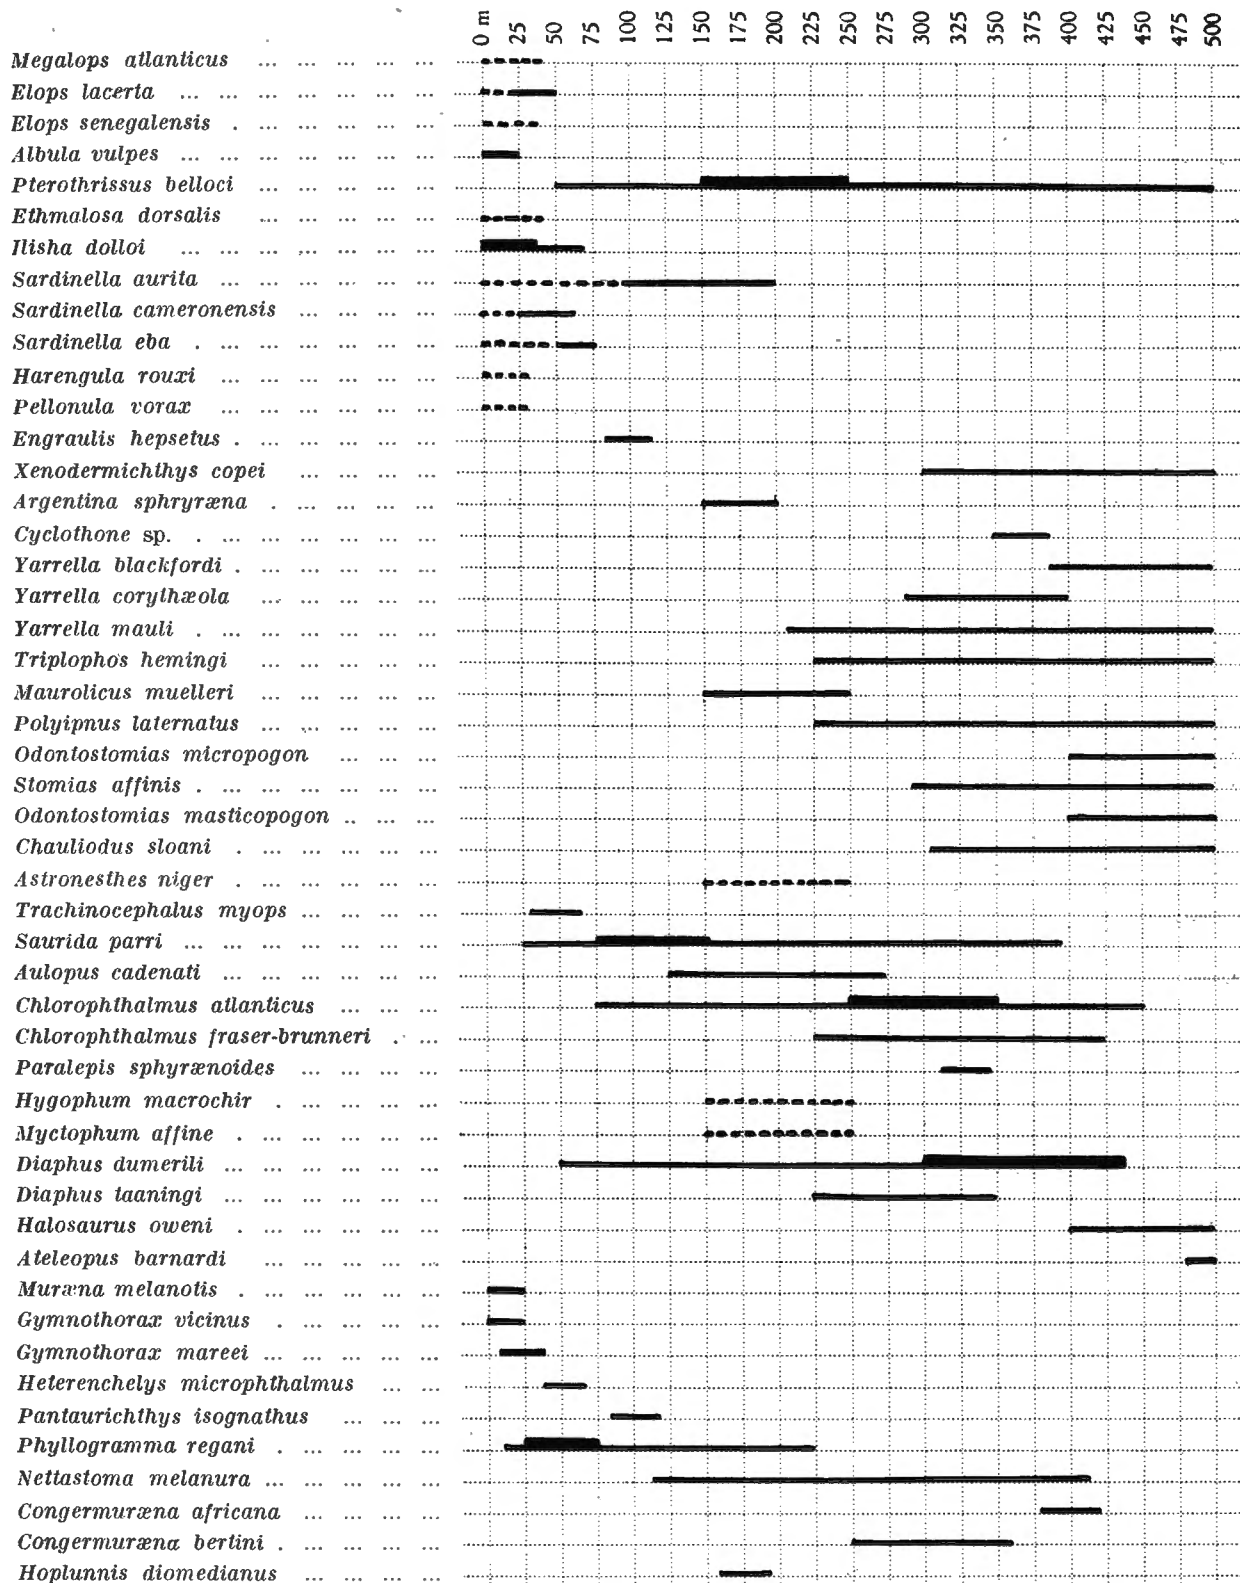 0 m 25 50 75 100 125 150 175 200 225 250 275 300 325 350 375 400 425 450 475 500
Megalops atlanticus ... ... ... ... ...
Elops lacerta ... ... ... ... ... ... ...
Elops senegalensis . ... ... ... ... ...
Albula vulpes ... ... ... ... ... ... ...
Pterothrissus belloci ... ... ... ... ...
Ethmalosa dorsalis ... ... ... ... ...
Ilisha dolloi ... ... ... ... ... ... ...
Sardinella aurita ... ... ... ... ... ...
Sardinella cameronensis ... ... ... ...
Sardinella eba . ... ... ... ... ... ...
Harengula rouxi ... ... ... ... ... ...
Pellonula vorax ... ... ... ... ... ...
Engraulis hepsetus . ... ... ... ... ...
Xenodermichthys copei ... ... ... ...
Argentina sphryræna . ... ... ... ...
Cyclothone sp. . ... ... ... ... ... ...
Yarrella blackfordi . ... ... ... ... ...
Yarrella corythæola ... ... ... ... ...
Yarrella mauli . ... ... ... ... ... ...
Triplophos hemingi ... ... ... ... ...
Maurolicus muelleri ... ... ... ... ...
Polyipnus laternatus ... ... ... ... ...
Odontostomias micropogon ... ... ...
Stomias affinis . ... ... ... ... ... ...
Odontostomias masticopogon .. ... ...
Chauliodus sloani . ... ... ... ... ...
Astronesthes niger . ... ... ... ... ...
Trachinocephalus myops ... ... ... ...
Saurida parri ... ... ... ... ... ... ...
Aulopus cadenati ... ... ... ... ... ...
Chlorophthalmus atlanticus ... ... ...
Chlorophthalmus fraser-brunneri . ...
Paralepis sphyrænoides ... ... ... ...
Hygophum macrochir . ... ... ... ...
Myctophum affine . ... ... ... ... ...
Diaphus dumerili ... ... ... ... ... ...
Diaphus taaningi ... ... ... ... ... ...
Halosaurus oweni . ... ... ... ... ...
Ateleopus barnardi ... ... ... ... ...
Muræna melanotis . ... ... ... ... ...
Gymnothorax vicinus . ... ... ... ...
Gymnothorax mareei ... ... ... ... ...
Heterenchelys microphthalmus ... ...
Pantaurichthys isognathus ... ... ...
Phyllogramma regani . ... ... ... ...
Nettastoma melanura ... ... ... ... ...
Congermuræna africana ... ... ... ...
Congermuræna bertini . ... ... ... ...
Hoplunnis diomedianus ... ... ... ...